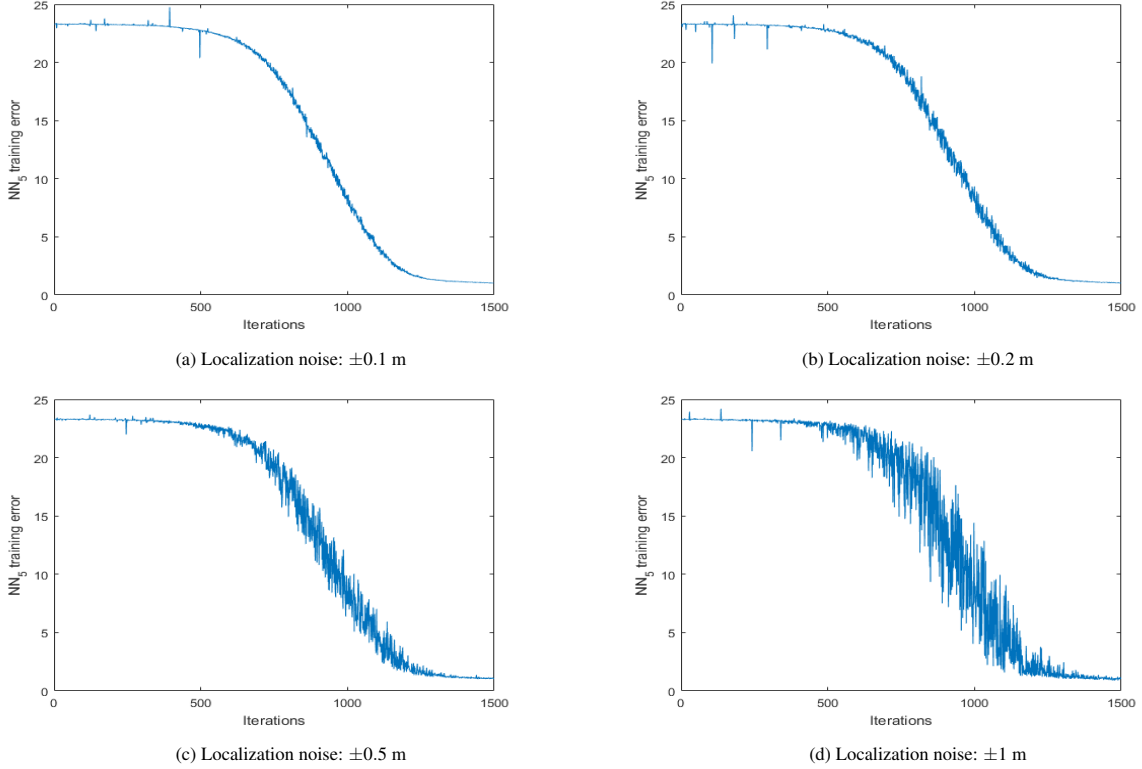 25
20
15
10
5
0
NN5 training error
0 500 1000 1500
Iterations
(a) Localization noise: ±0.1 m
25
20
15
10
5
0
NN5 training error
0 500 1000 1500
Iterations
(b) Localization noise: ±0.2 m
25
20
15
10
5
0
NN5 training error
0 500 1000 1500
Iterations
(c) Localization noise: ±0.5 m
25
20
15
10
5
0
NN5 training error
0 500 1000 1500
Iterations
(d) Localization noise: ±1 m